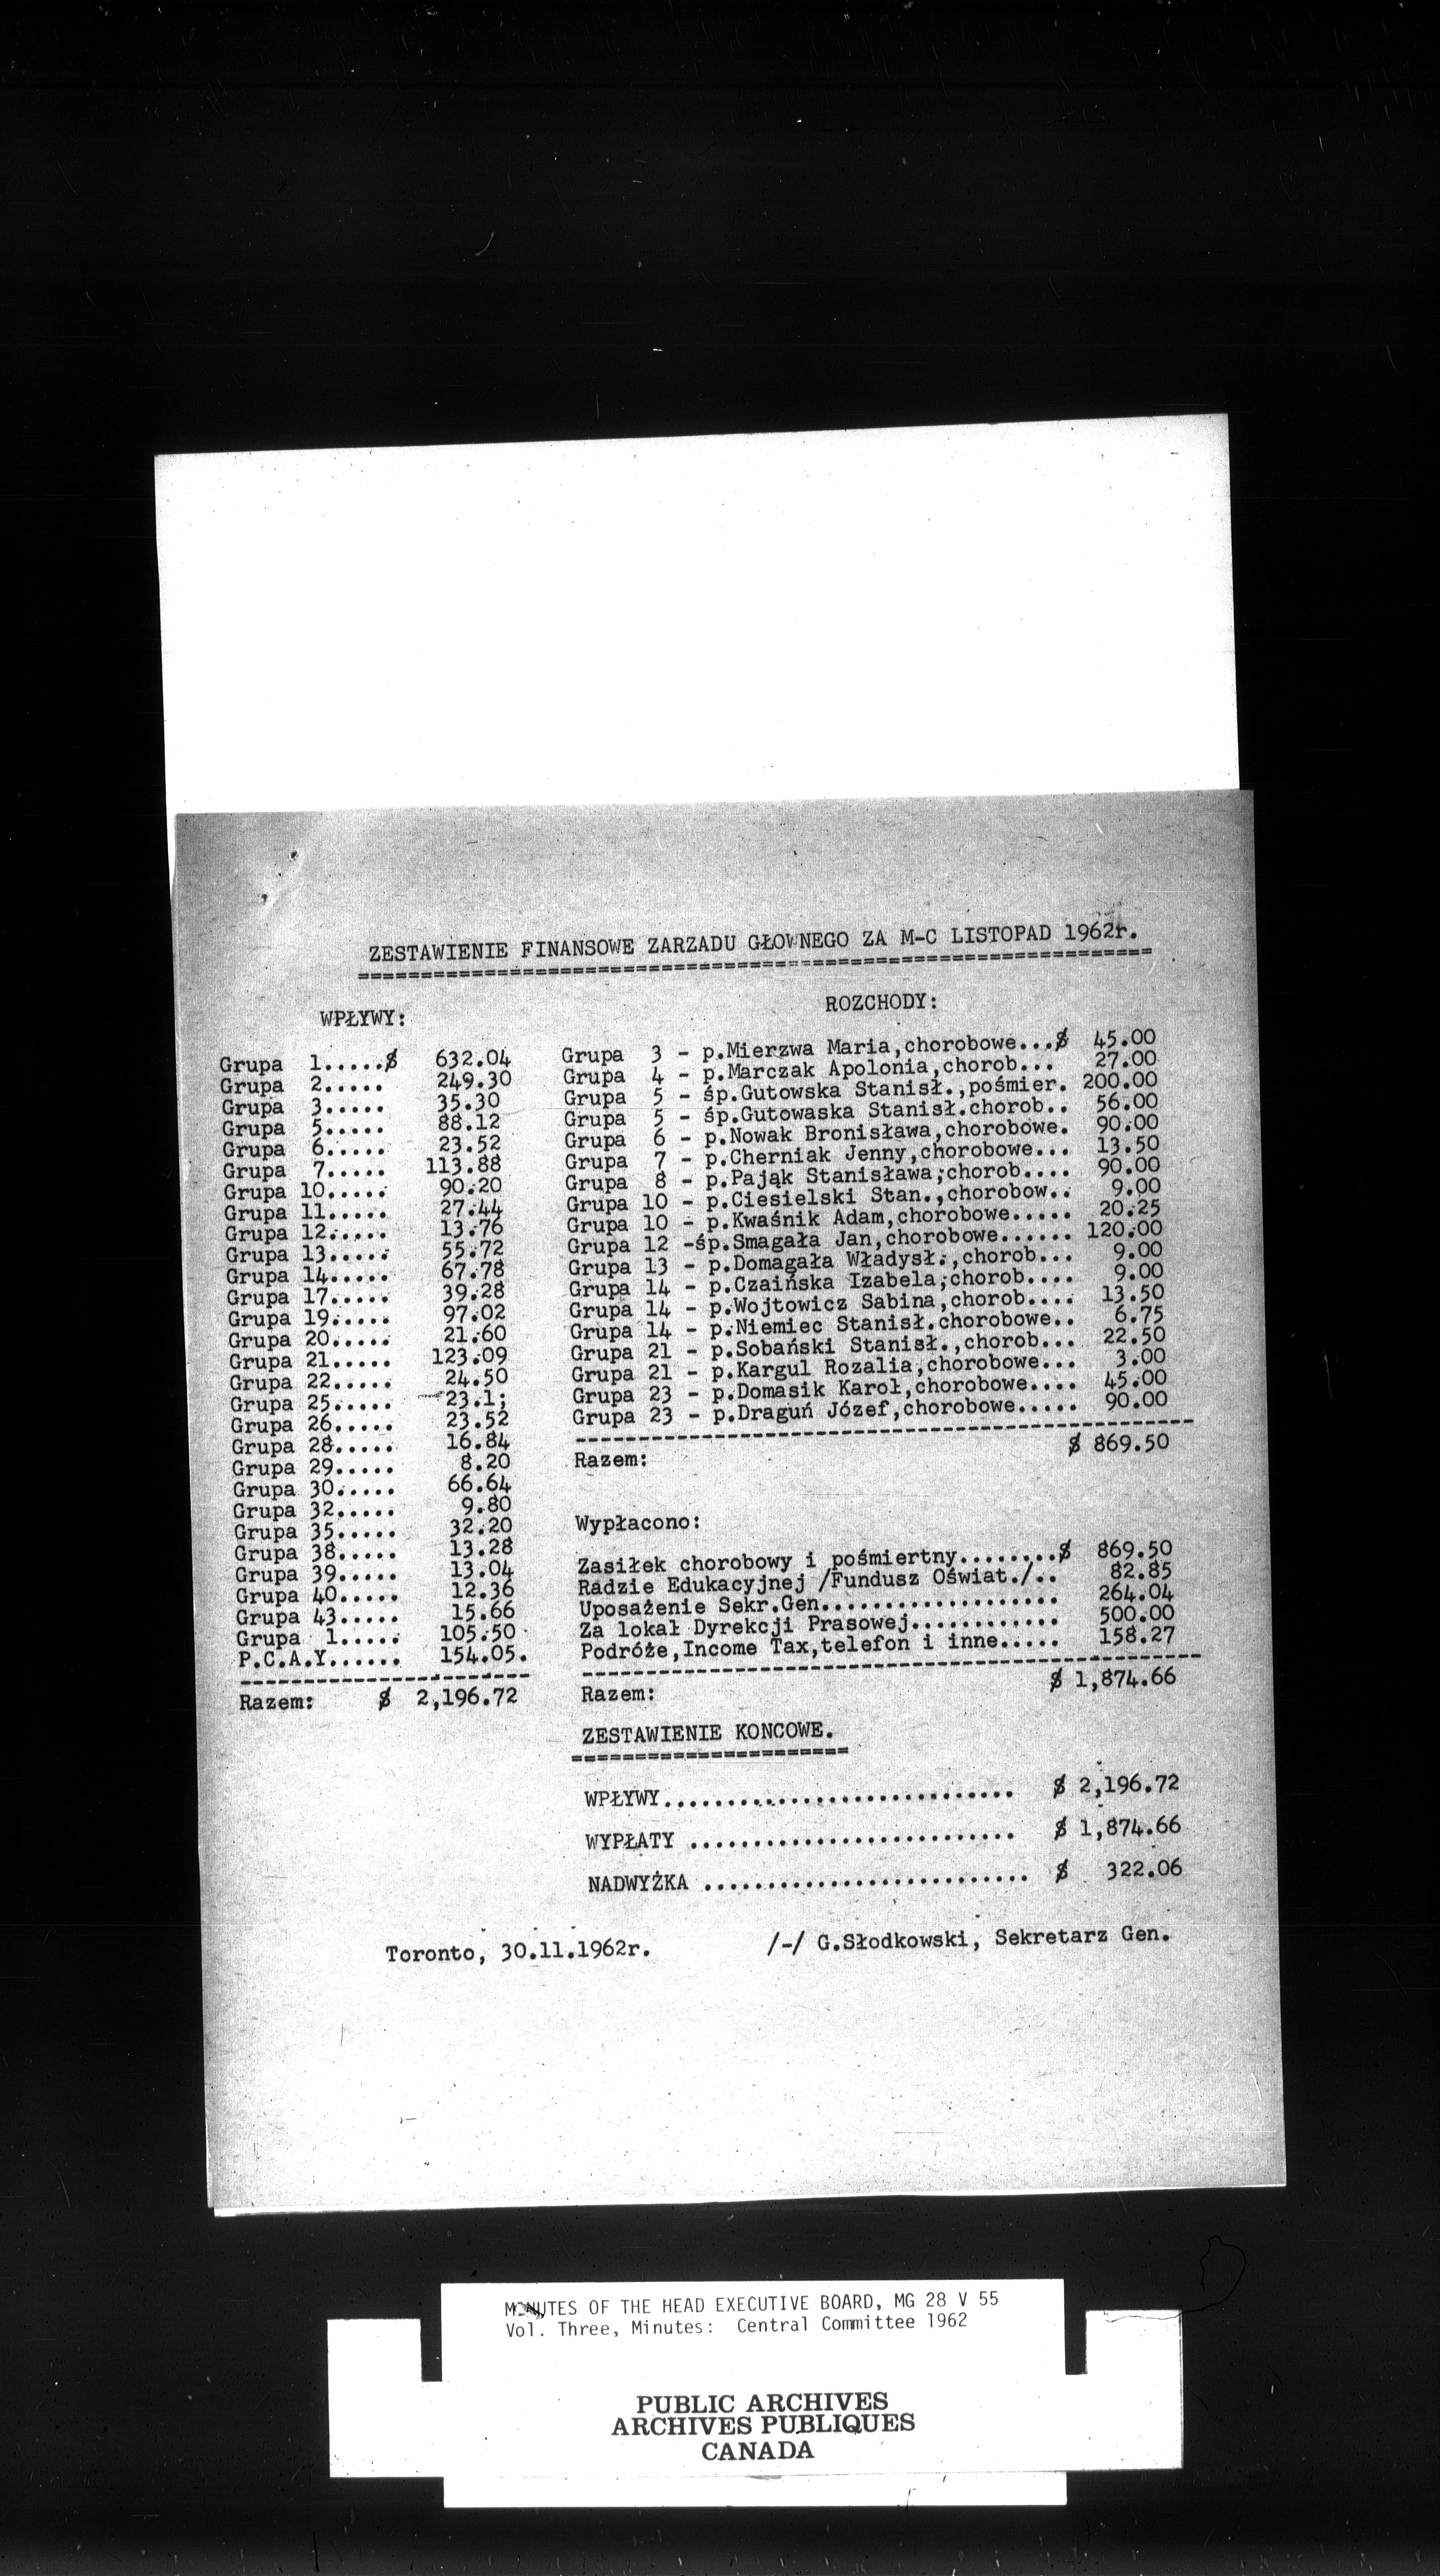 ZESTAWIENIE FINANSOWE ZARZADU GŁOWNEGO ZA M-C LISTOPAD 1962r.
WPŁYWY:
Grupa 1.....$ 632.04
Grupa 2..... 249.30
Grupa 3..... 35.30
Grupa 5..... 88.12
Grupa 6..... 23.52
Grupa 7..... 113.88
Grupa 10..... 90.20
Grupa 11..... 27.44
Grupa 12..... 13.76
Grupa 13..... 55.72
Grupa 14..... 67.78
Grupa 17..... 39.28
Grupa 19..... 97.02
Grupa 20..... 21.60
Grupa 21..... 123.09
Grupa 22..... 24.50
Grupa 25..... 23.1;
Grupa 26..... 23.52
Grupa 28..... 16.84
Grupa 29..... 8.20
Grupa 30..... 66.64
Grupa 32..... 9.80
Grupa 35..... 32.20
Grupa 38..... 13.28
Grupa 39..... 13.04
Grupa 40..... 12.36
Grupa 43..... 15.66
Grupa 1..... 105.50
P.C.A.Y...... 154.05.
Razem: $ 2,196.72
ROZCHODY:
Grupa 3 - p.Mierzwa Maria,chorobowe...$ 45.00
Grupa 4 - p.Marczak Apolonia,chorob... 27.00
Grupa 5 - śp.Gutowska Stanisł.,pośmier. 200.00
Grupa 5 - śp.Gutowaska Stanisł.chorob.. 56.00
Grupa 6 - p.Nowak Bronisława,chorobowe. 90.00
Grupa 7 - p.Cherniak Jenny,chorobowe... 13.50
Grupa 8 - p.Pająk Stanisława;chorob.... 90.00
Grupa 10 - p.Ciesielski Stan.,chorobow.. 9.00
Grupa 10 - p.Kwaśnik Adam,chorobowe..... 20.25
Grupa 12 -śp.Smagała Jan,chorobowe...... 120.00
Grupa 13 - p.Domagała Władysł.,chorob... 9.00
Grupa 14 - p.Czaińska Izabela;chorob.... 9.00
Grupa 14 - p.Wojtowicz Sabina,chorob.... 13.50
Grupa 14 - p.Niemiec Stanisł.chorobowe.. 6.75
Grupa 21 - p.Sobański Stanisł.,chorob... 22.50
Grupa 21 - p.Kargul Rozalia,chorobowe... 3.00
Grupa 23 - p.Domasik Karol,chorobowe.... 45.00
Grupa 23 - p.Draguń Józef,chorobowe..... 90.00
Razem: $ 869.50
Wypłacono:
Zasiłek chorobowy i pośmiertny........$ 869.50
Radzie Edukacyjnej /Fundusz Oświat./.. 82.85
Uposażenie Sekr.Gen................... 264.04
Za lokal Dyrekcji Prasowej............ 500.00
Podróże,Income Tax,telefon i inne..... 158.27
Razem: $ 1,874.66
ZESTAWIENIE KONCOWE.
WPŁYWY............................ $ 2,196.72
WYPŁATY .......................... $ 1,874.66
NADWYŻKA .......................... $ 322.06
Toronto, 30.11.1962r. /-/ G.Słodkowski, Sekretarz Gen.
MINUTES OF THE HEAD EXECUTIVE BOARD, MG 28 V 55
Vol. Three, Minutes: Central Committee 1962
PUBLIC ARCHIVES
ARCHIVES PUBLIQUES
CANADA